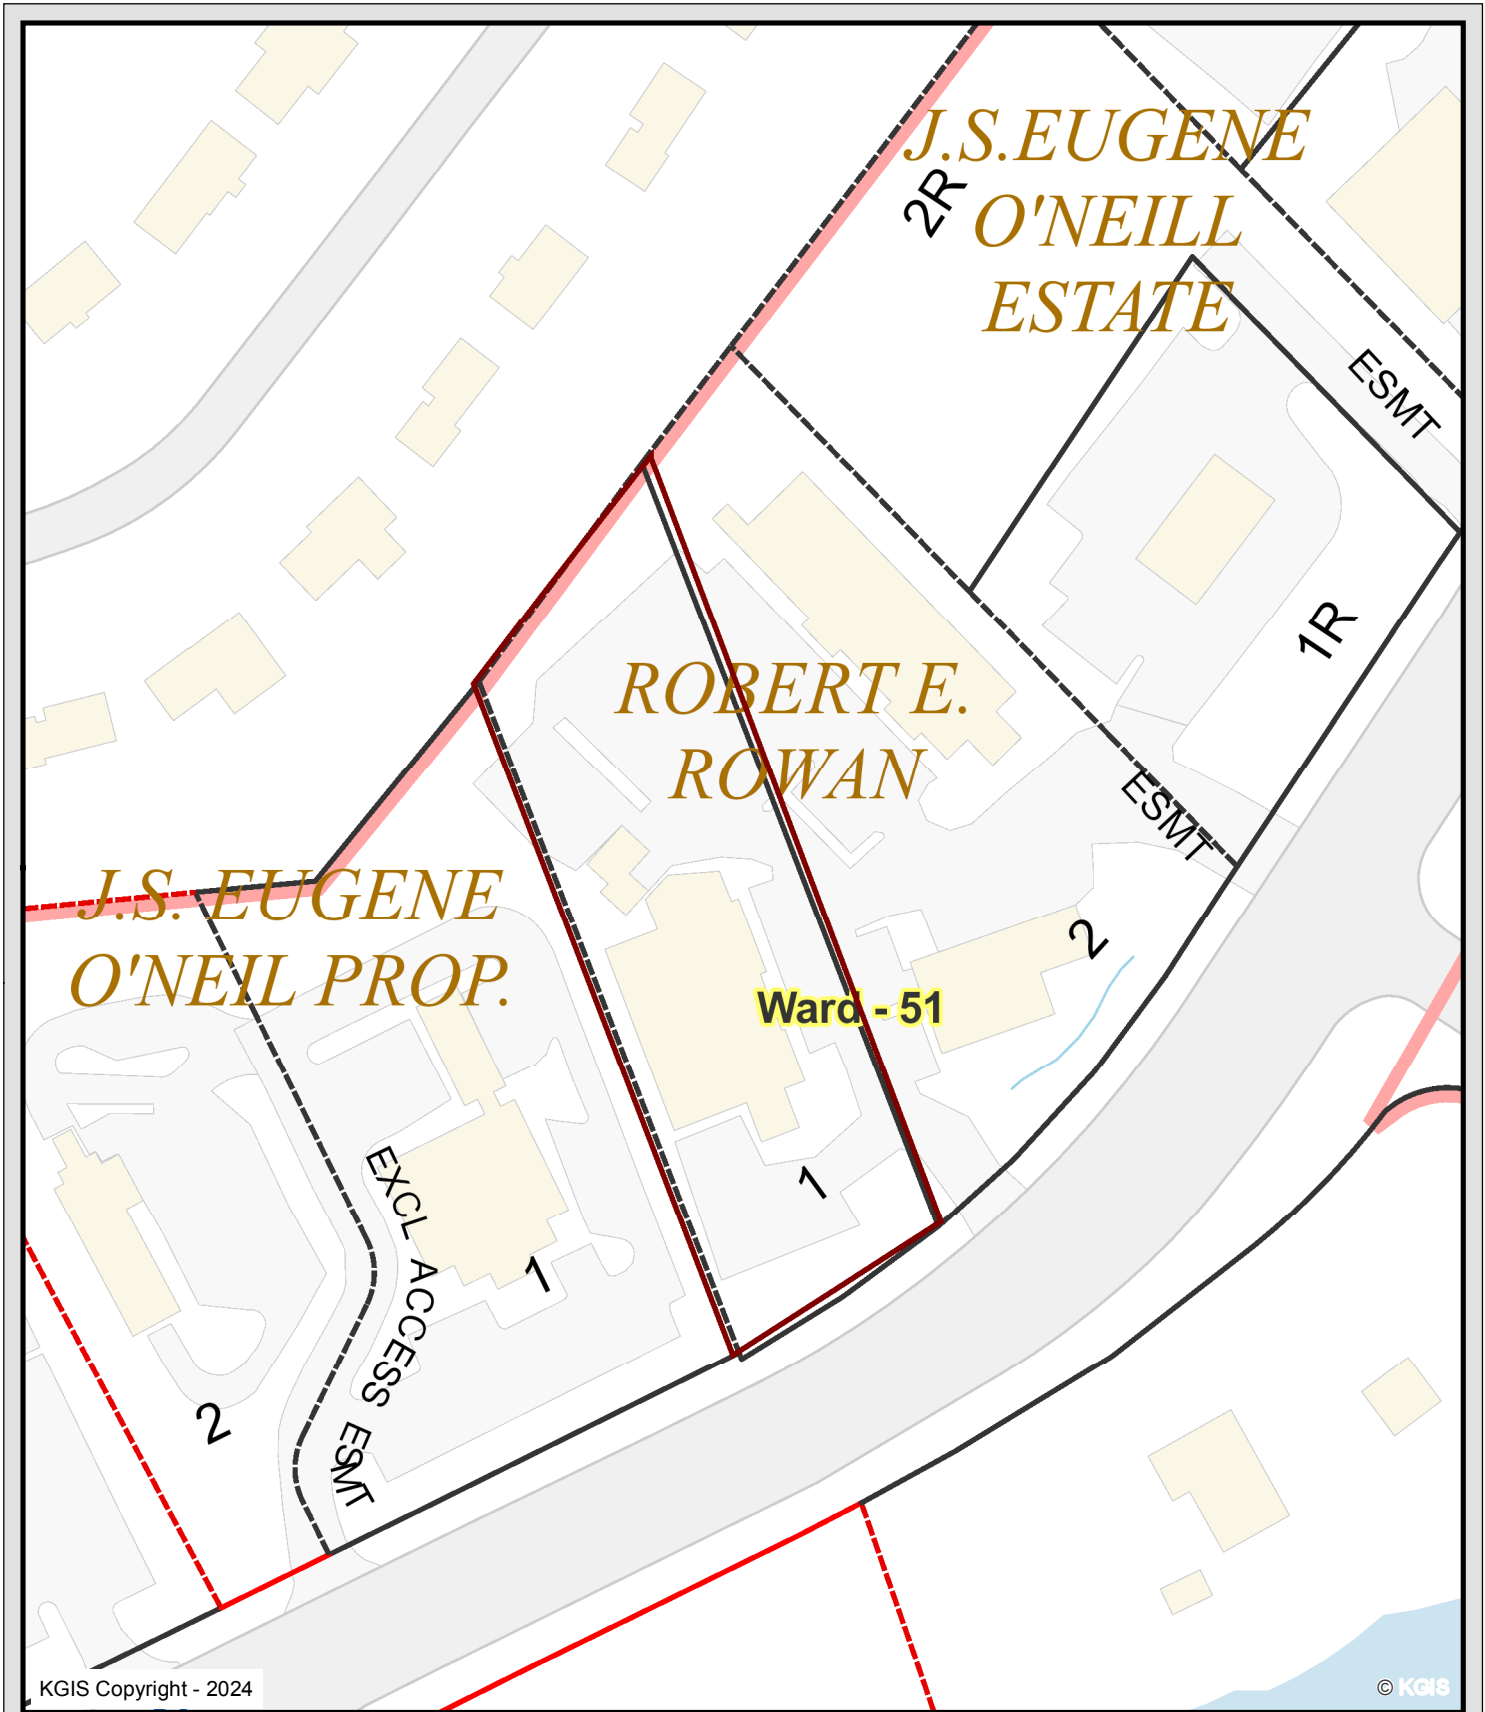 J.S.EUGENE
O'NEILL
ESTATE
2R
ESMT
1R
ROBERT E.
ROWAN
ESMT
2
J.S. EUGENE
O'NEIL PROP.
Ward - 51
1
EXCL ACCESS ESMT
1
2
KGIS Copyright - 2024
© KGIS